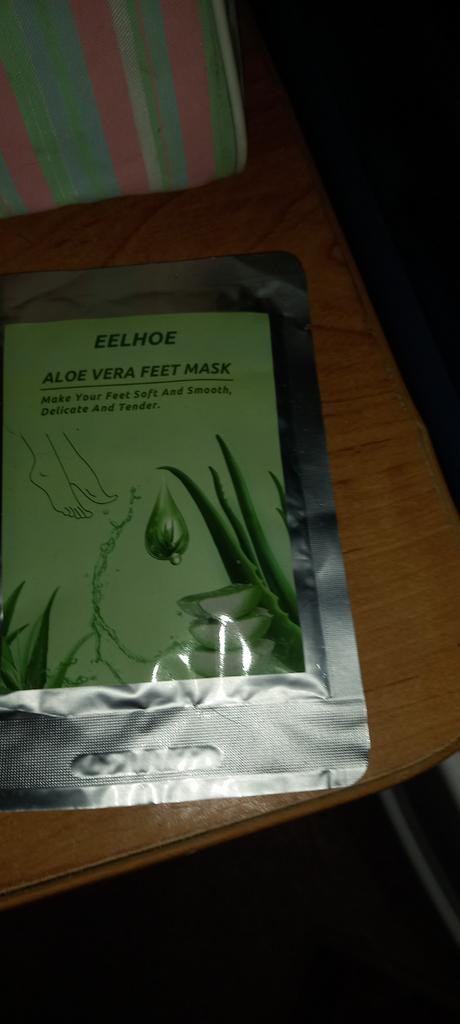 EELHOE
ALOE VERA FEET MASK
Make Your Feet Soft And Smooth,
Delicate And Tender.